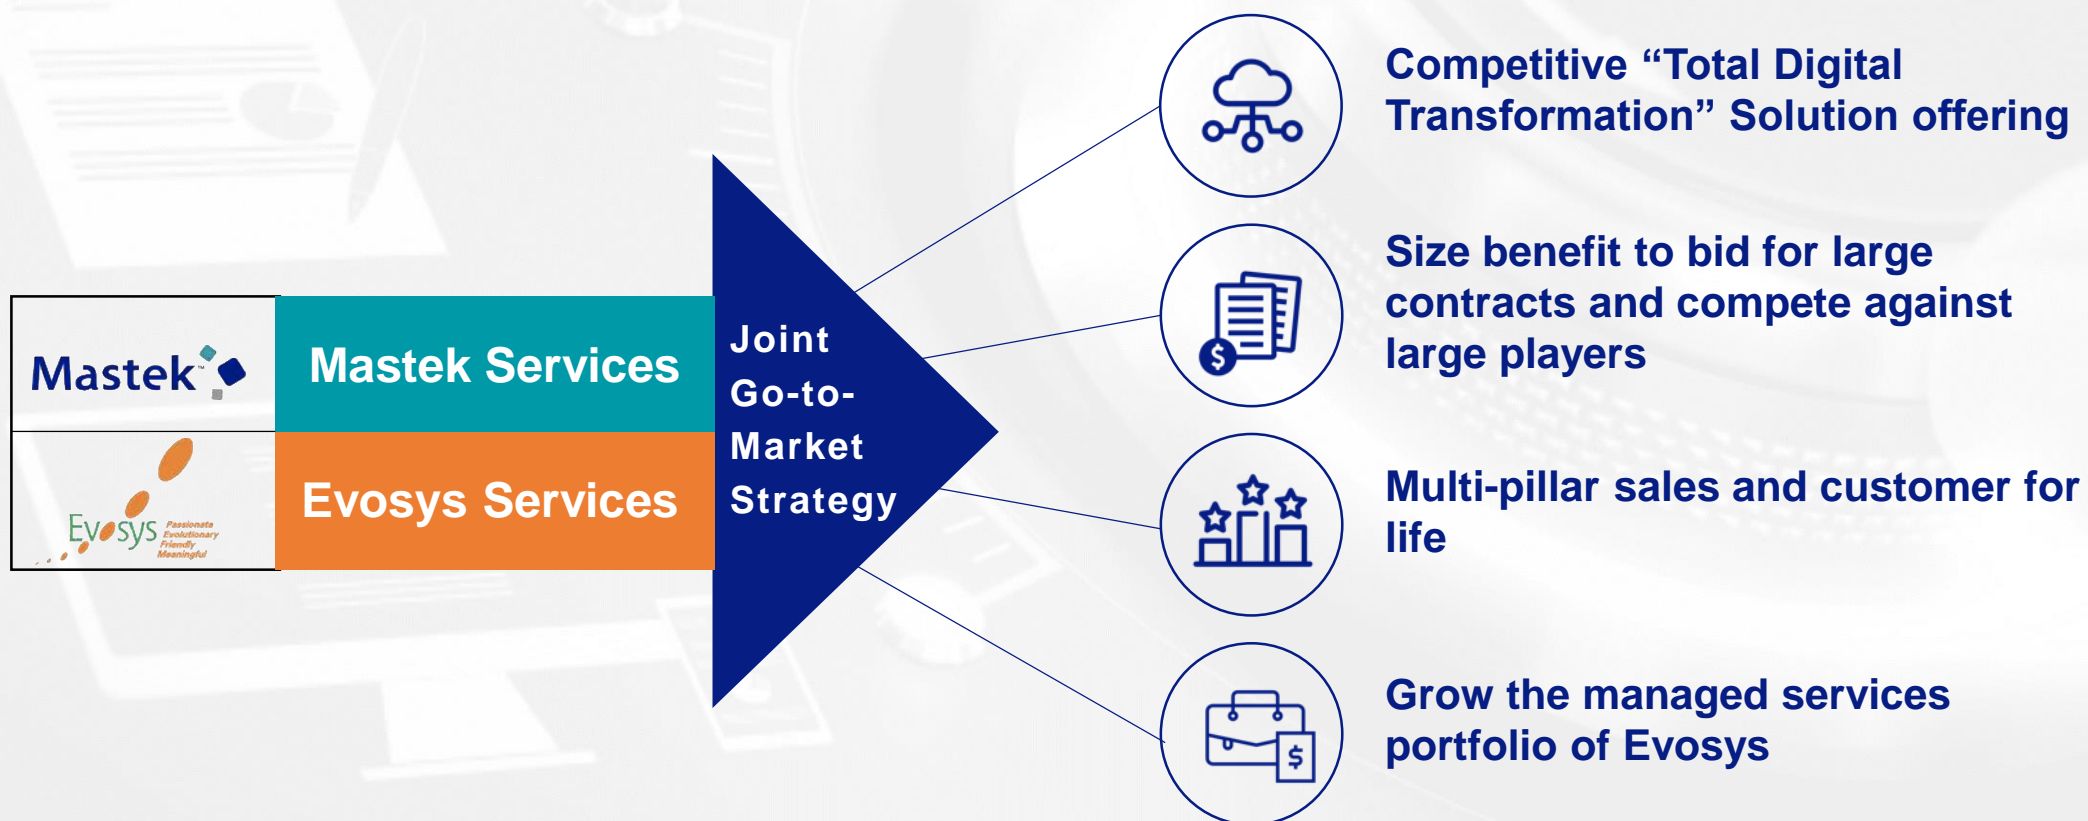 Mastek™
Mastek Services
Evosys
Passionate
Evolutionary
Friendly
Meaningful
Evosys Services
Joint
Go-to-
Market
Strategy
Competitive “Total Digital
Transformation” Solution offering
$
Size benefit to bid for large
contracts and compete against
large players
Multi-pillar sales and customer for
life
$
Grow the managed services
portfolio of Evosys